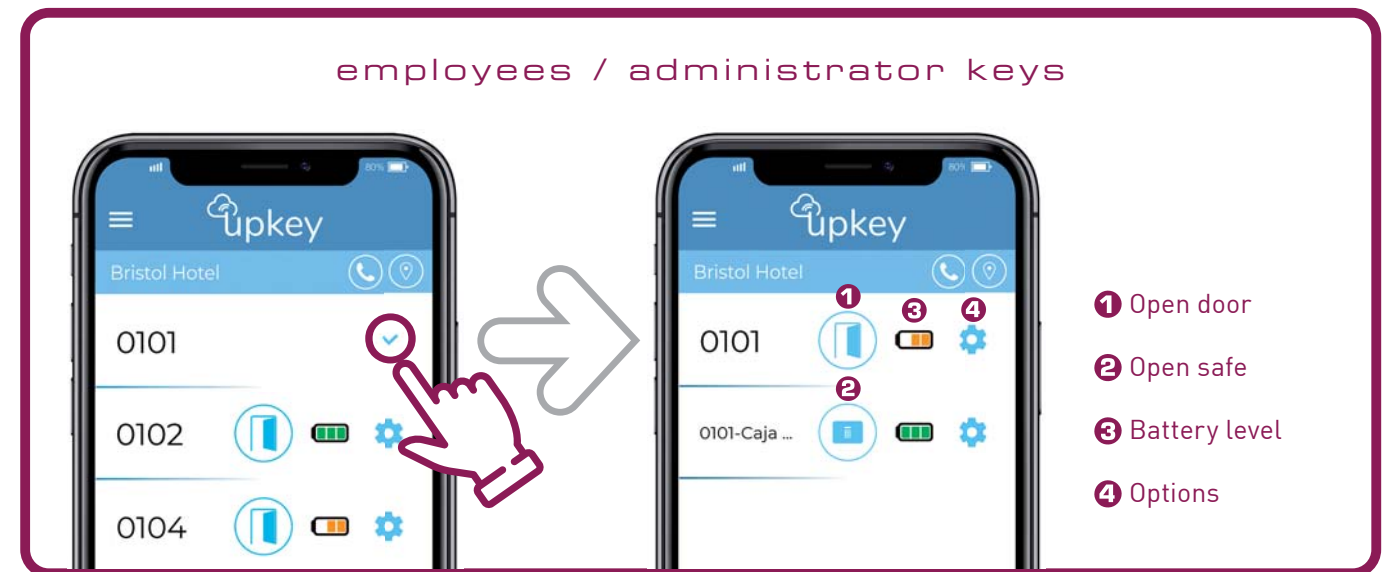 employees / administrator keys
80%
upkey
Bristol Hotel
0101
0102
0104
80%
upkey
Bristol Hotel
1
3
4
0101
2
0101-Caja ...
1 Open door
2 Open safe
3 Battery level
4 Options